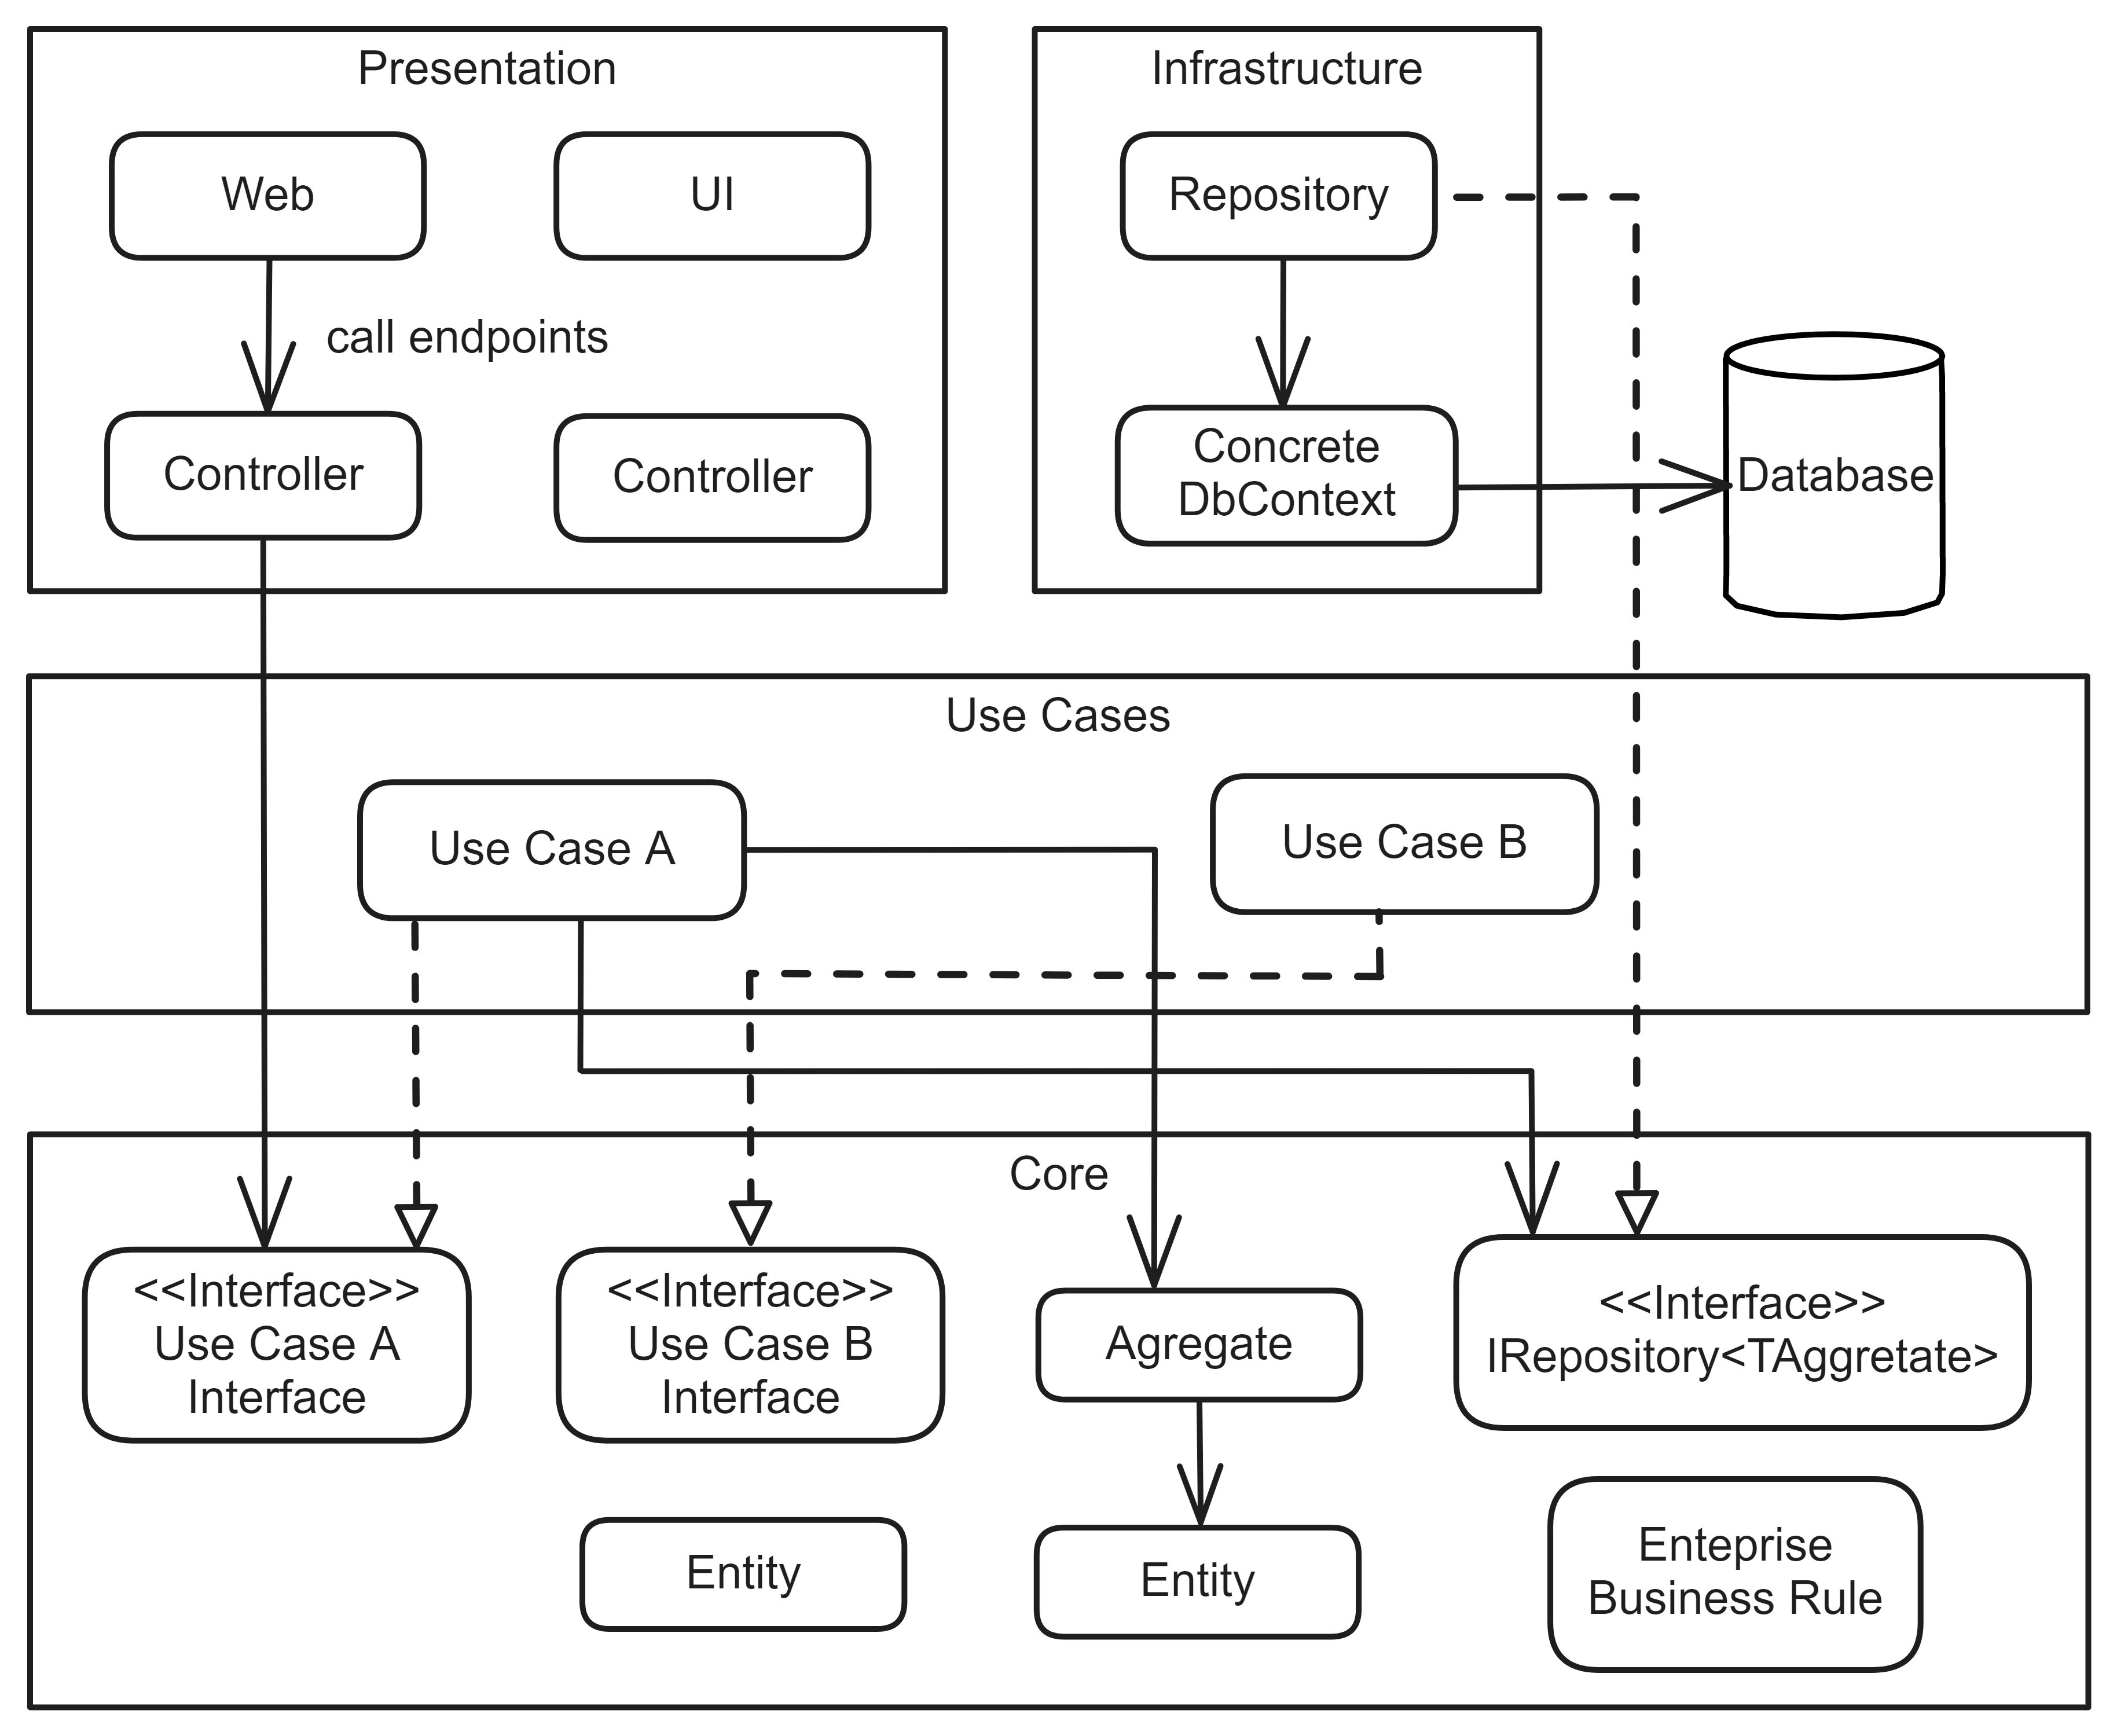 Presentation
Web
UI
call endpoints
Controller
Controller
Infrastructure
Repository
Concrete
DbContext
Database
Use Cases
Use Case A
Use Case B
Core
<<Interface>>
Use Case A
Interface
<<Interface>>
Use Case B
Interface
Agregate
<<Interface>>
IRepository<TAggretate>
Entity
Entity
Enteprise
Business Rule